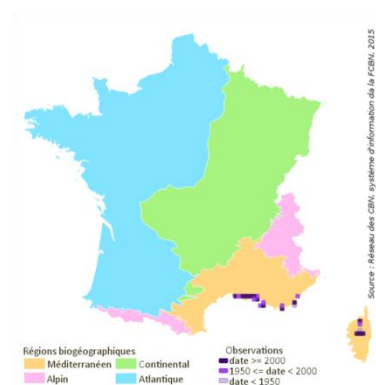 Source : Réseau des CBN, système d'information da la FCBN, 2015
Régions biogéographiques
Méditerranéen
Continental
Alpin
Atlantique
Observations
date >= 2000
1950 <= date < 2000
date < 1950